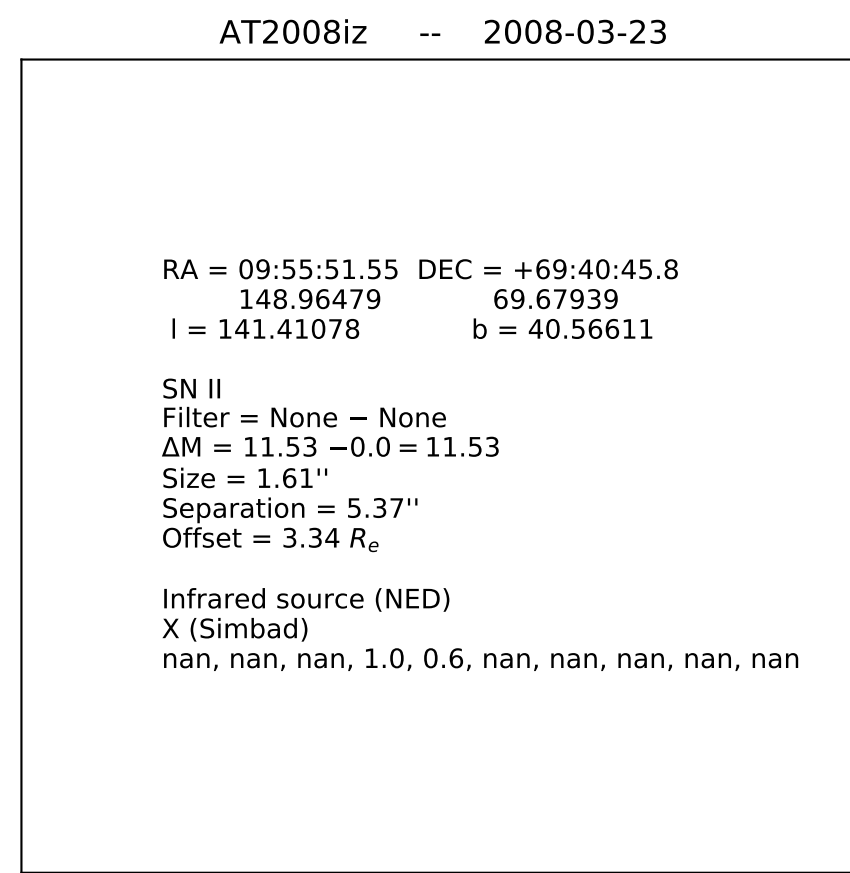 AT2008iz -- 2008-03-23
RA = 09:55:51.55 DEC = +69:40:45.8
148.96479 69.67939
l = 141.41078 b = 40.56611
SN II
Filter = None − None
ΔM = 11.53 −0.0 = 11.53
Size = 1.61''
Separation = 5.37''
Offset = 3.34 Rₑ
Infrared source (NED)
X (Simbad)
nan, nan, nan, 1.0, 0.6, nan, nan, nan, nan, nan